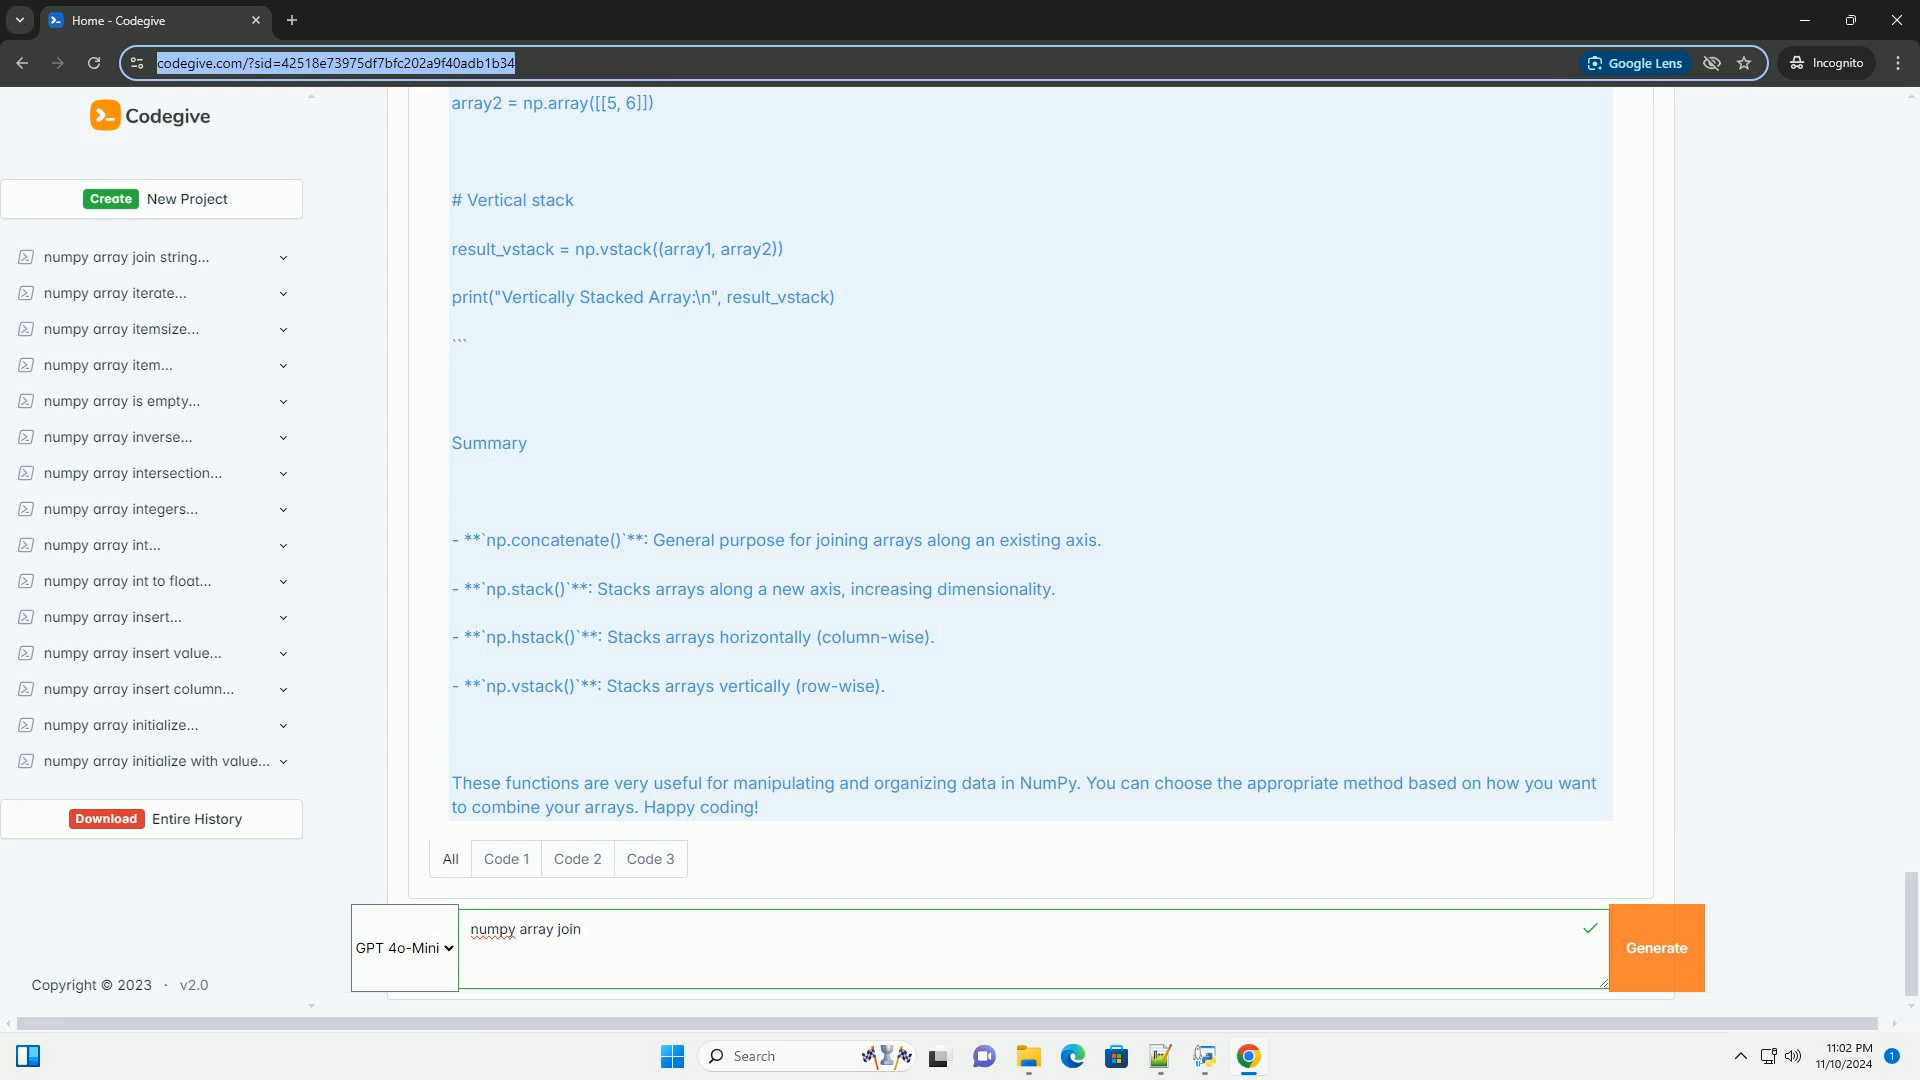 Home - Codegive
codegive.com/?sid=42518e73975df7bfc202a9f40adb1b34
Google Lens
Incognito
Codegive
Create New Project
numpy array join string...
numpy array iterate...
numpy array itemsize...
numpy array item...
numpy array is empty...
numpy array inverse...
numpy array intersection...
numpy array integers...
numpy array int...
numpy array int to float...
numpy array insert...
numpy array insert value...
numpy array insert column...
numpy array initialize...
numpy array initialize with value...
Download Entire History
Copyright © 2023 · v2.0
array2 = np.array([[5, 6]])
# Vertical stack
result_vstack = np.vstack((array1, array2))
print("Vertically Stacked Array:\n", result_vstack)
```
Summary
- **`np.concatenate()`**: General purpose for joining arrays along an existing axis.
- **`np.stack()`**: Stacks arrays along a new axis, increasing dimensionality.
- **`np.hstack()`**: Stacks arrays horizontally (column-wise).
- **`np.vstack()`**: Stacks arrays vertically (row-wise).
These functions are very useful for manipulating and organizing data in NumPy. You can choose the appropriate method based on how you want
to combine your arrays. Happy coding!
All Code 1 Code 2 Code 3
GPT 4o-Mini
numpy array join
Generate
Search
11:02 PM
11/10/2024
1